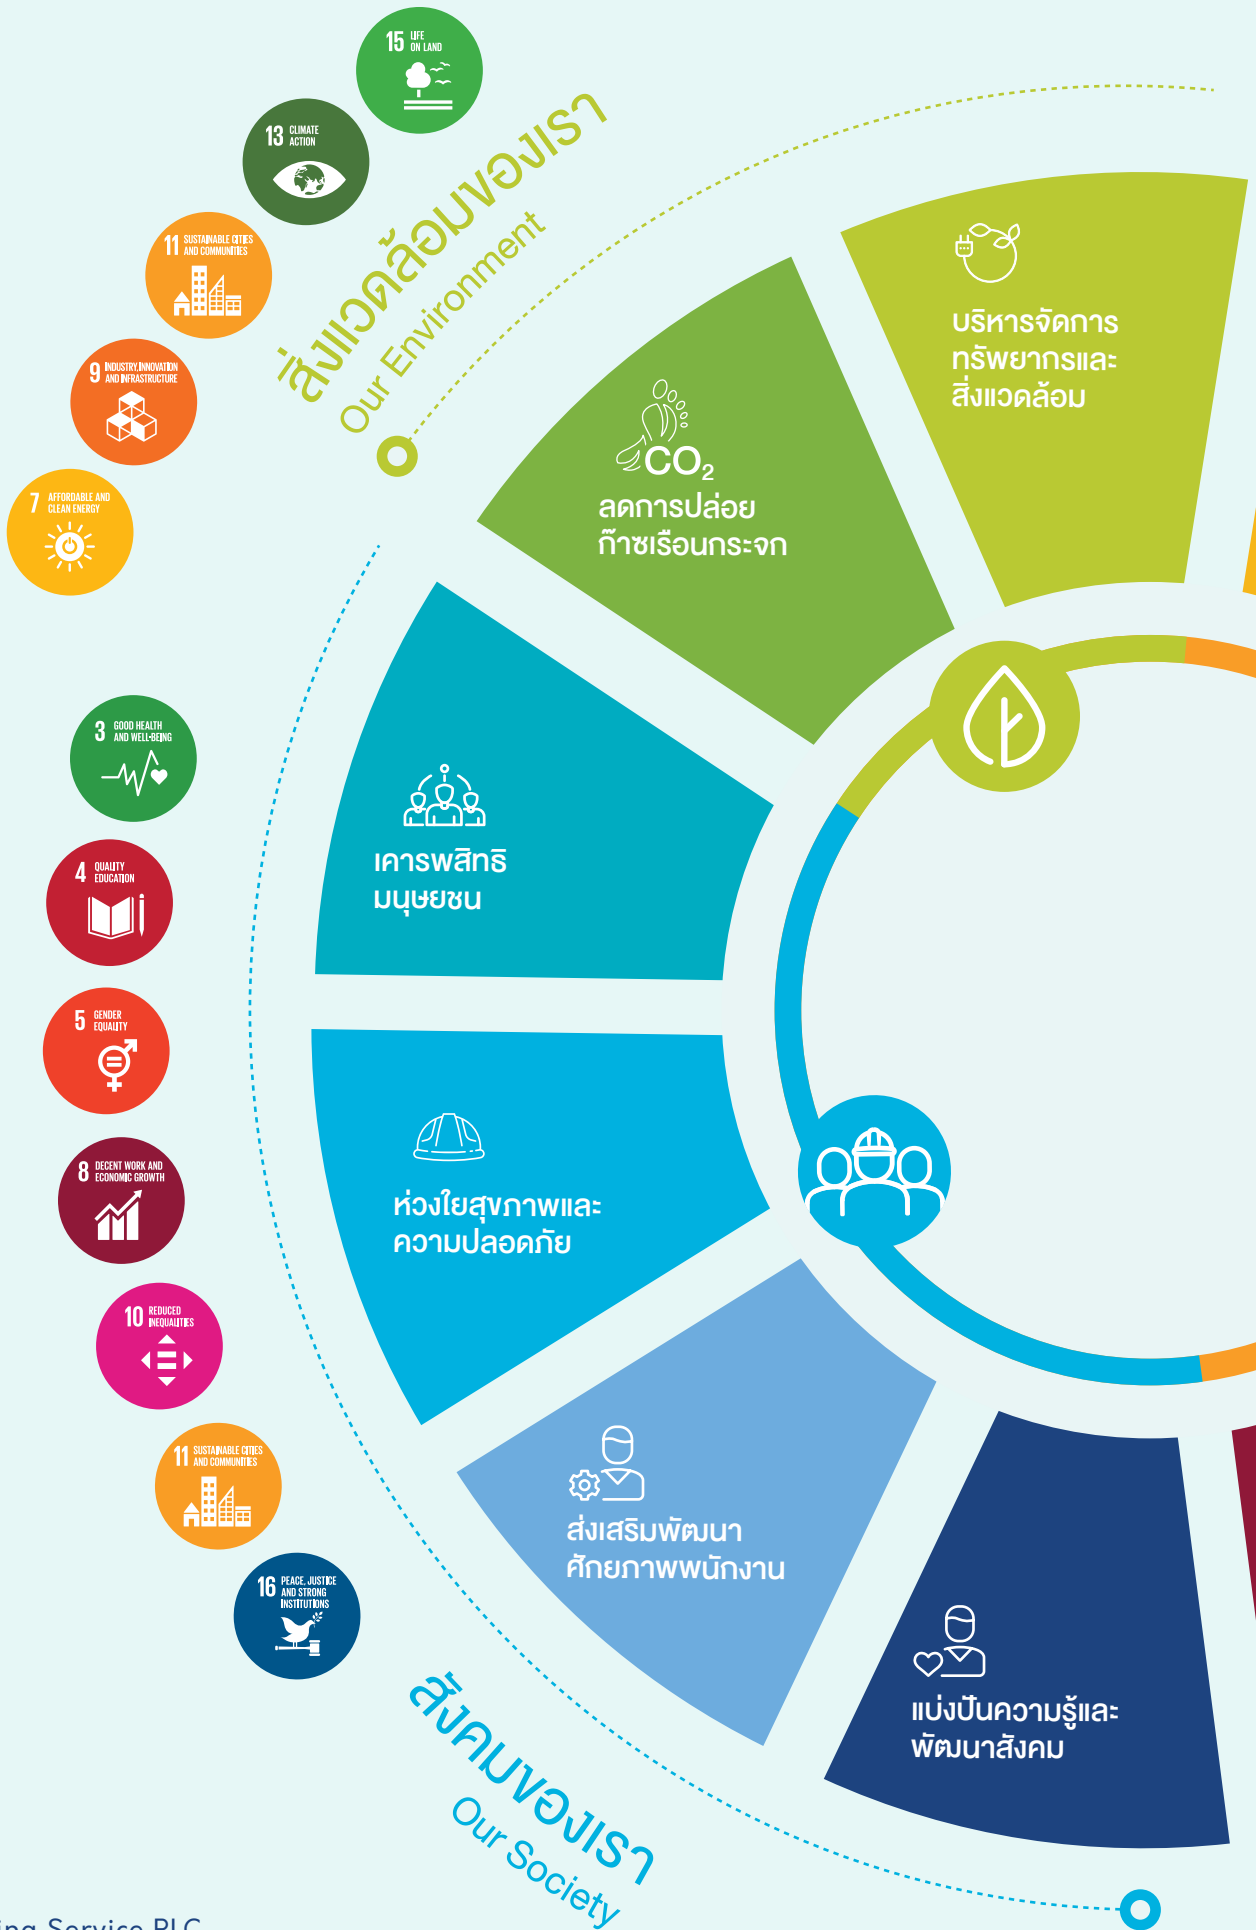 15 LIFE
ON LAND
13 CLIMATE
ACTION
11 SUSTAINABLE CITIES
AND COMMUNITIES
9 INDUSTRY, INNOVATION
AND INFRASTRUCTURE
7 AFFORDABLE AND
CLEAN ENERGY
สิ่งแวดล้อมของเรา
Our Environment
บริหารจัดการ
ทรัพยากรและ
สิ่งแวดล้อม
CO₂
ลดการปล่อย
ก๊าซเรือนกระจก
3 GOOD HEALTH
AND WELL-BEING
4 QUALITY
EDUCATION
5 GENDER
EQUALITY
8 DECENT WORK AND
ECONOMIC GROWTH
10 REDUCED
INEQUALITIES
11 SUSTAINABLE CITIES
AND COMMUNITIES
16 PEACE, JUSTICE
AND STRONG
INSTITUTIONS
เคารพสิทธิ
มนุษยชน
ห่วงใยสุขภาพและ
ความปลอดภัย
ส่งเสริมพัฒนา
ศักยภาพพนักงาน
แบ่งปันความรู้และ
พัฒนาสังคม
สังคมของเรา
Our Society
Service PLC